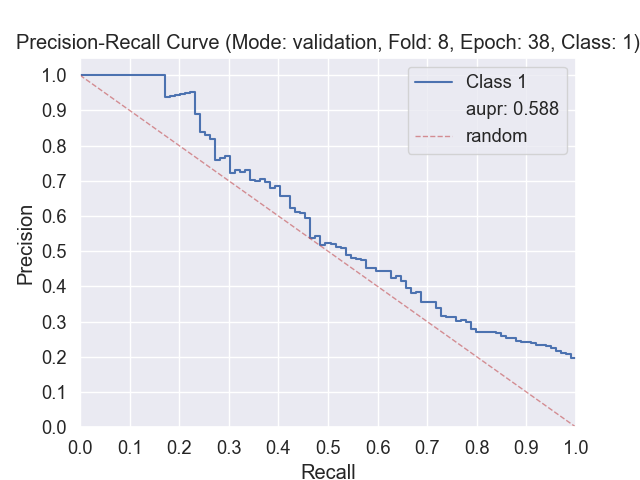 Precision-Recall Curve (Mode: validation, Fold: 8, Epoch: 38, Class: 1)
Class 1
aupr: 0.588
random
1.0
0.9
0.8
0.7
0.6
0.5
0.4
0.3
0.2
0.1
0.0
Precision
0.0 0.1 0.2 0.3 0.4 0.5 0.6 0.7 0.8 0.9 1.0
Recall